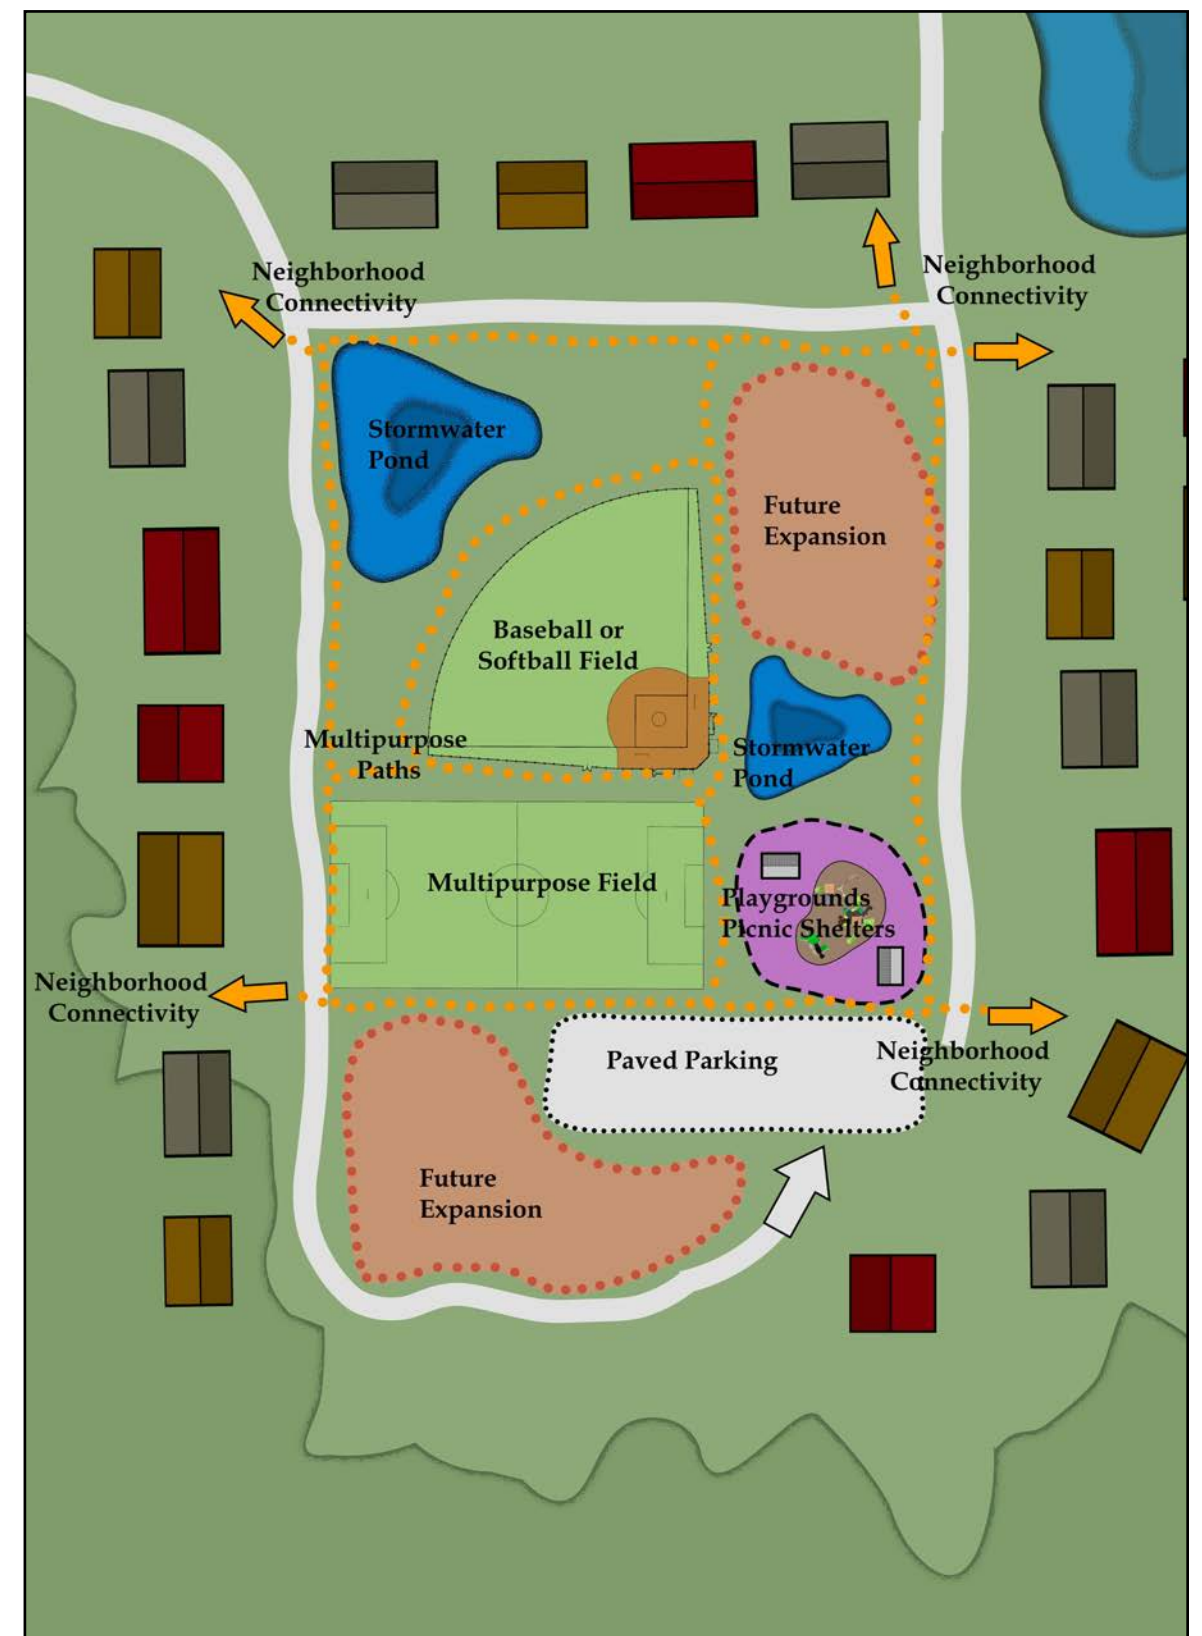 Neighborhood
Connectivity
Neighborhood
Connectivity
Stormwater
Pond
Future
Expansion
Baseball or
Softball Field
Multipurpose
Paths
Stormwater
Pond
Multipurpose Field
Playgrounds
Picnic Shelters
Neighborhood
Connectivity
Paved Parking
Neighborhood
Connectivity
Future
Expansion